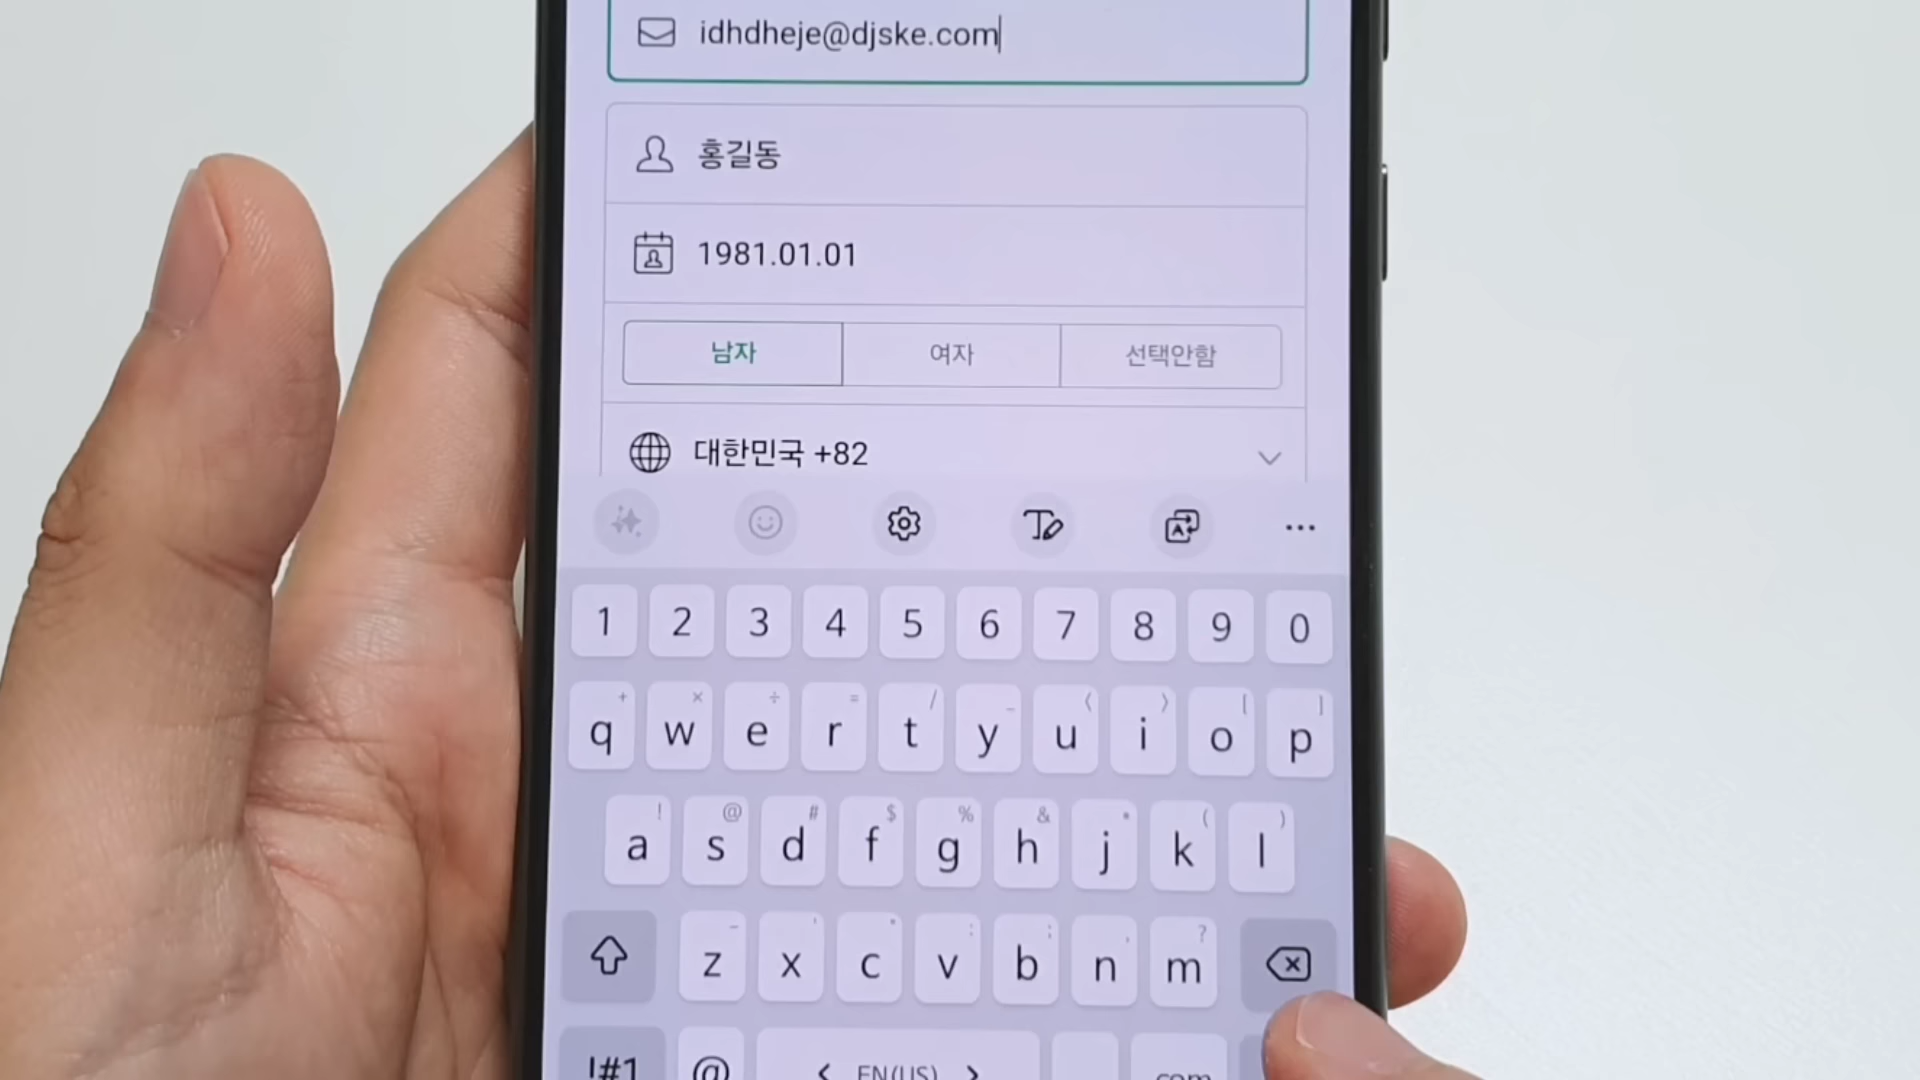 idhdheje@djske.com
홍길동
1981.01.01
남자 여자 선택안함
대한민국 +82
1 2 3 4 5 6 7 8 9 0
+ × ÷ = / _ < > [ ]
q w e r t y u i o p
! @ # $ % & * ( )
a s d f g h j k l
- ' " : ; , ?
z x c v b n m
!#1 @ < EN(US) > .com